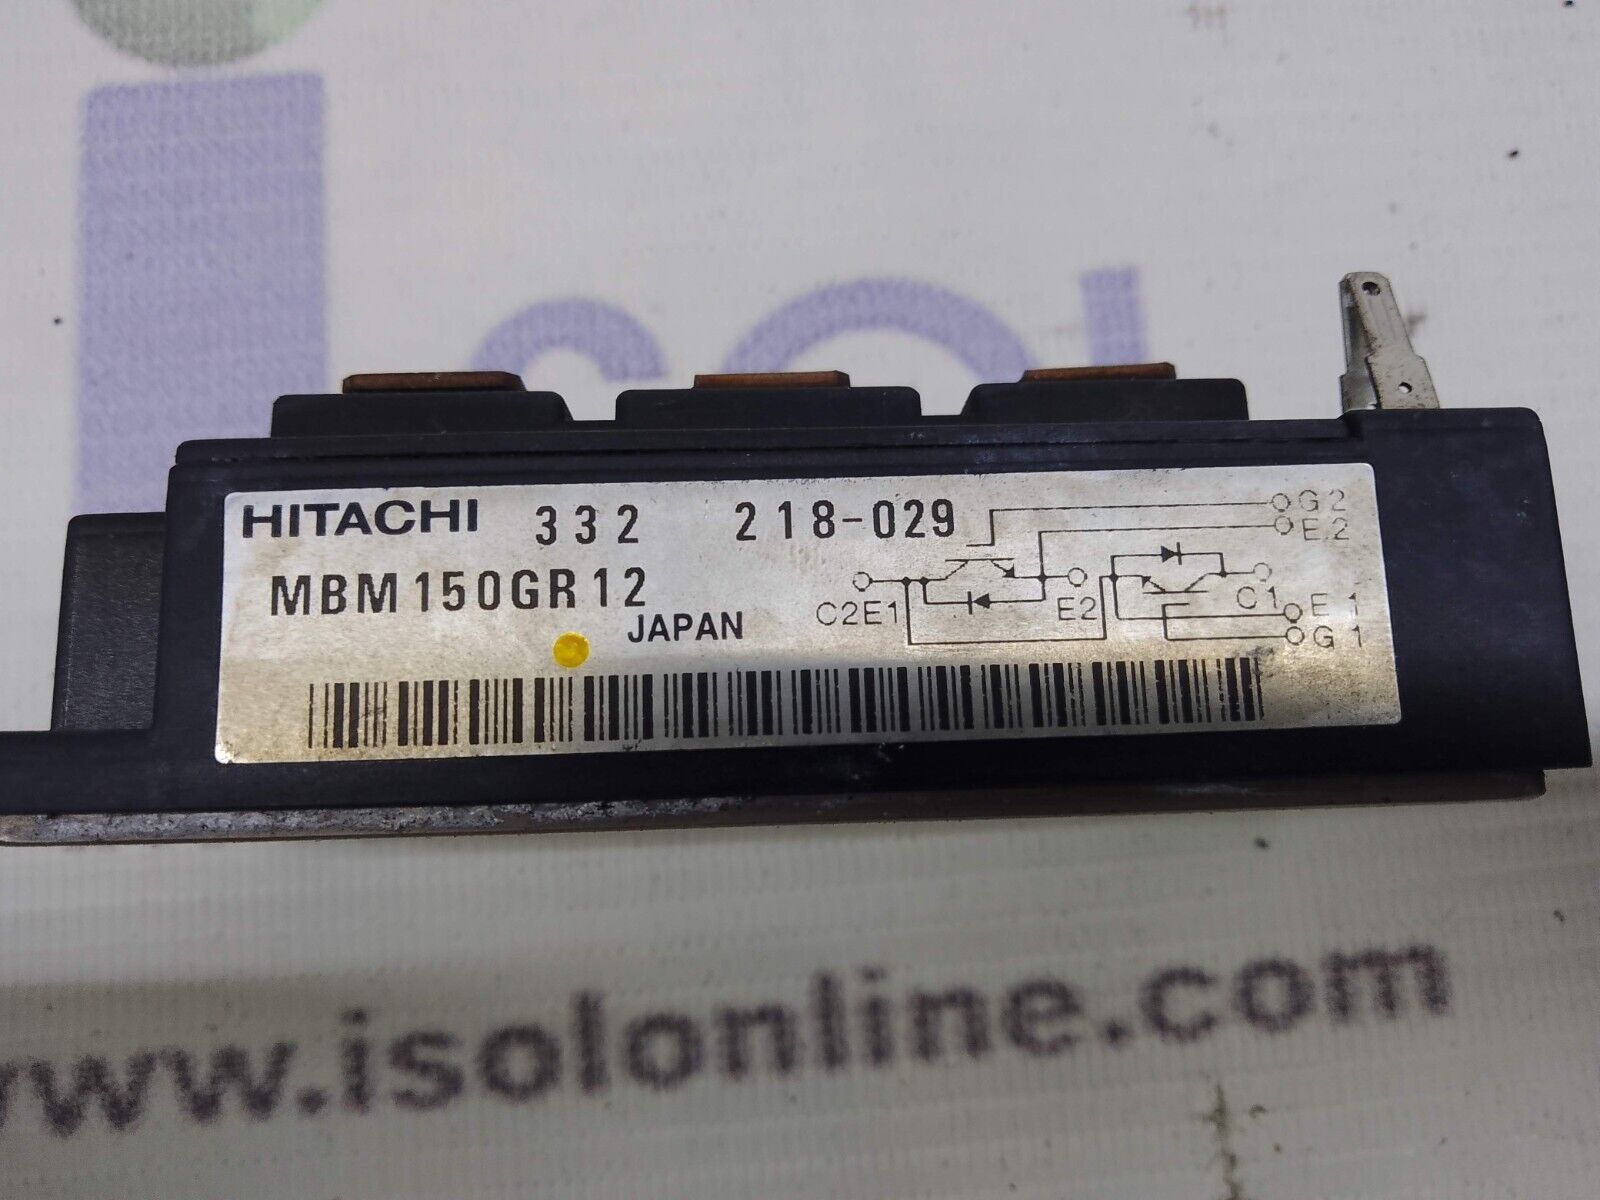 HITACHI 332 218-029
MBM150GR12
JAPAN
G2
E2
C2E1
E2
C1
E1
G1
www.isolonline.com